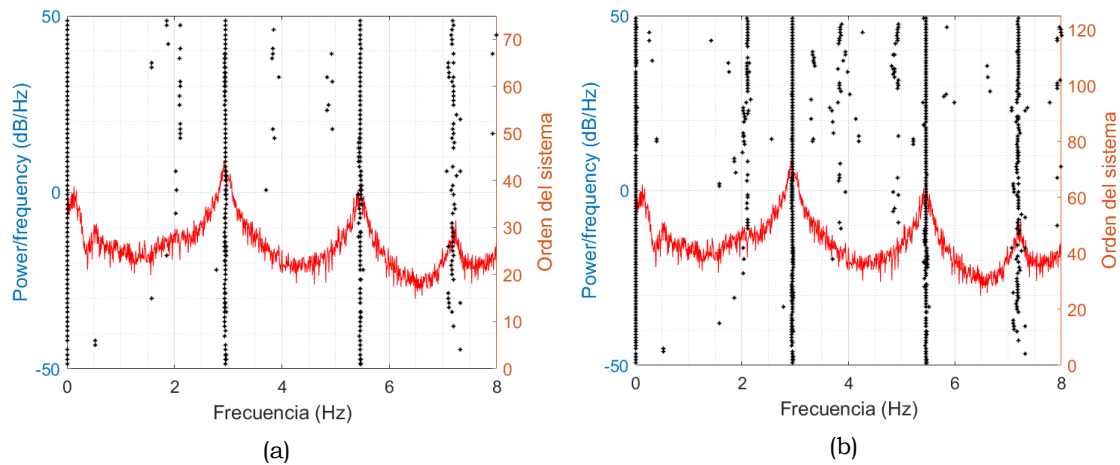 50
0
-50
Power/frequency (dB/Hz)
0 2 4 6 8
Frecuencia (Hz)
70
60
50
40
30
20
10
0
Orden del sistema
(a)
50
0
-50
Power/frequency (dB/Hz)
0 2 4 6 8
Frecuencia (Hz)
120
100
80
60
40
20
0
Orden del sistema
(b)